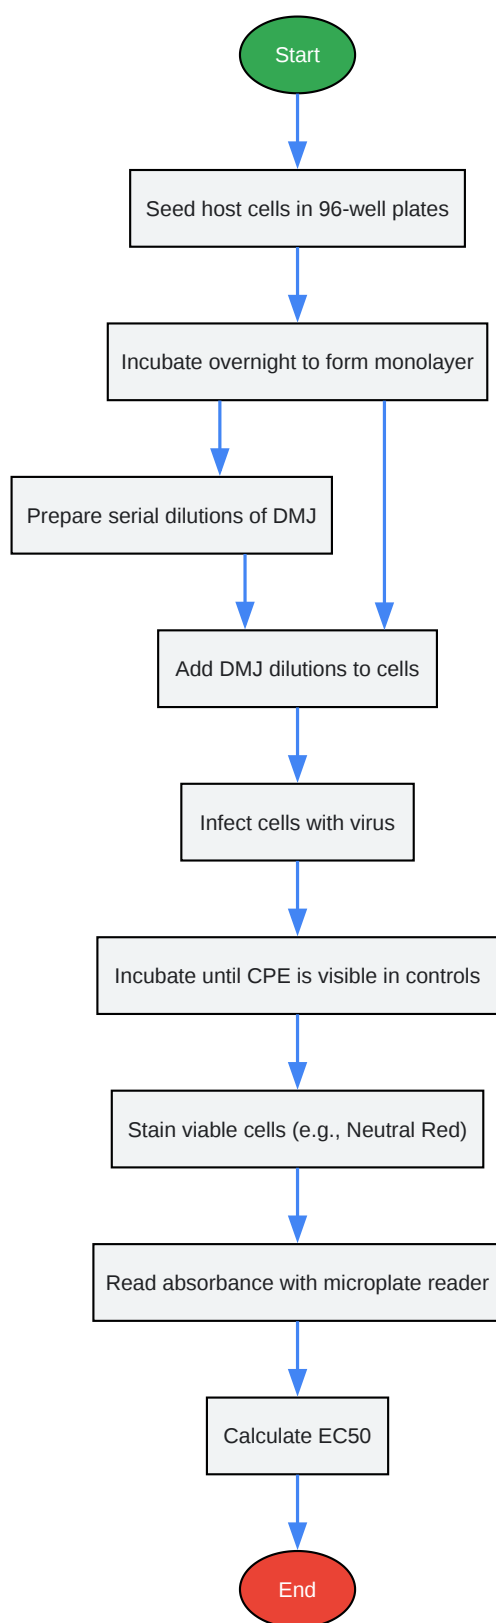 Start
Seed host cells in 96-well plates
Incubate overnight to form monolayer
Prepare serial dilutions of DMJ
Add DMJ dilutions to cells
Infect cells with virus
Incubate until CPE is visible in controls
Stain viable cells (e.g., Neutral Red)
Read absorbance with microplate reader
Calculate EC50
End